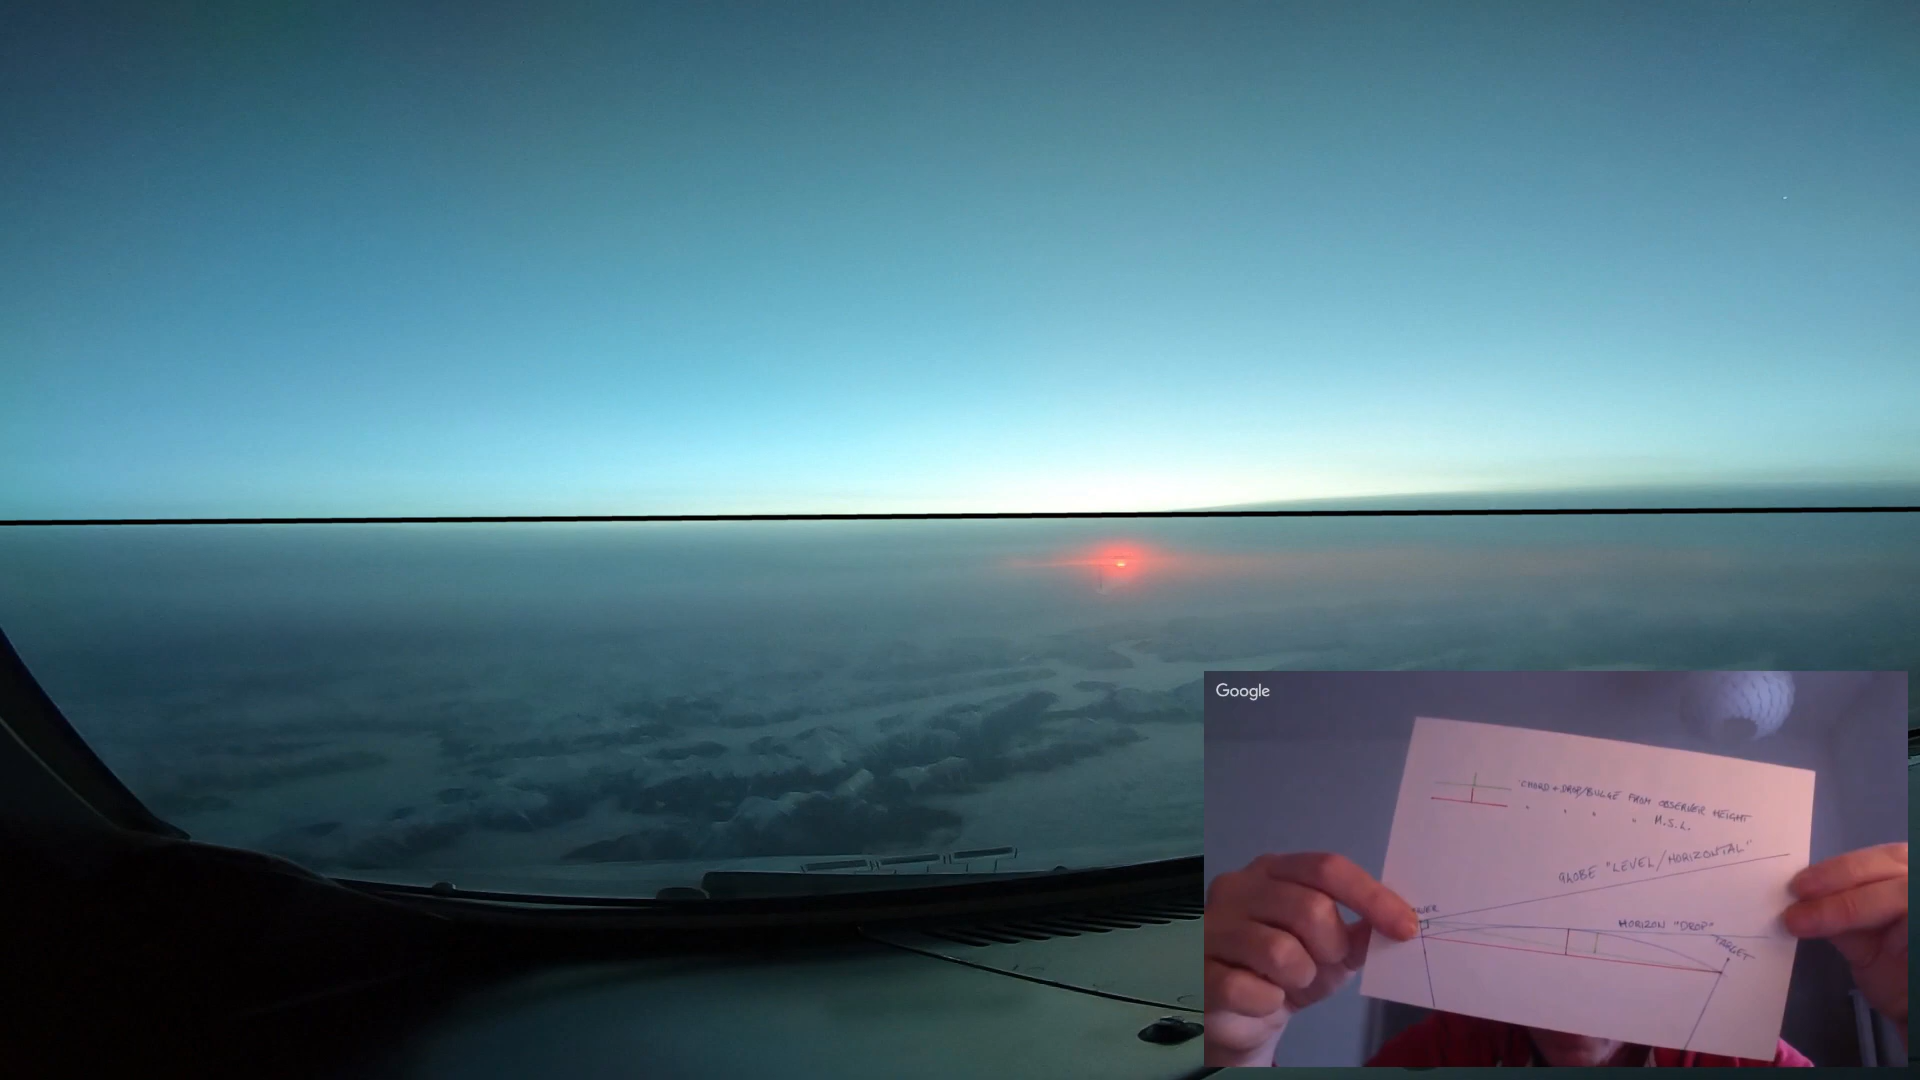 Google
"CHORD + DROP/BULGE FROM OBSERVER HEIGHT
" " " " M.S.L.
GLOBE "LEVEL/HORIZONTAL"
HORIZON "DROP"
TARGET